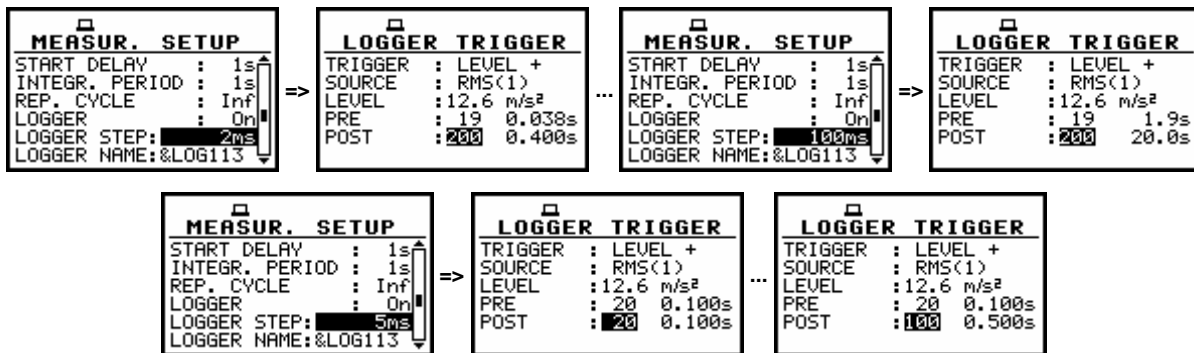 MEASUR. SETUP
START DELAY : 1s
INTEGR. PERIOD : 1s
REP. CYCLE : Inf
LOGGER : On
LOGGER STEP: 2ms
LOGGER NAME:&LOG113
=>
LOGGER TRIGGER
TRIGGER : LEVEL +
SOURCE : RMS(1)
LEVEL :12.6 m/s²
PRE : 19 0.038s
POST :200 0.400s
...
MEASUR. SETUP
START DELAY : 1s
INTEGR. PERIOD : 1s
REP. CYCLE : Inf
LOGGER : On
LOGGER STEP: 100ms
LOGGER NAME:&LOG113
=>
LOGGER TRIGGER
TRIGGER : LEVEL +
SOURCE : RMS(1)
LEVEL :12.6 m/s²
PRE : 19 1.9s
POST :200 20.0s
MEASUR. SETUP
START DELAY : 1s
INTEGR. PERIOD : 1s
REP. CYCLE : Inf
LOGGER : On
LOGGER STEP: 5ms
LOGGER NAME:&LOG113
=>
LOGGER TRIGGER
TRIGGER : LEVEL +
SOURCE : RMS(1)
LEVEL :12.6 m/s²
PRE : 20 0.100s
POST : 20 0.100s
...
LOGGER TRIGGER
TRIGGER : LEVEL +
SOURCE : RMS(1)
LEVEL :12.6 m/s²
PRE : 20 0.100s
POST :100 0.500s